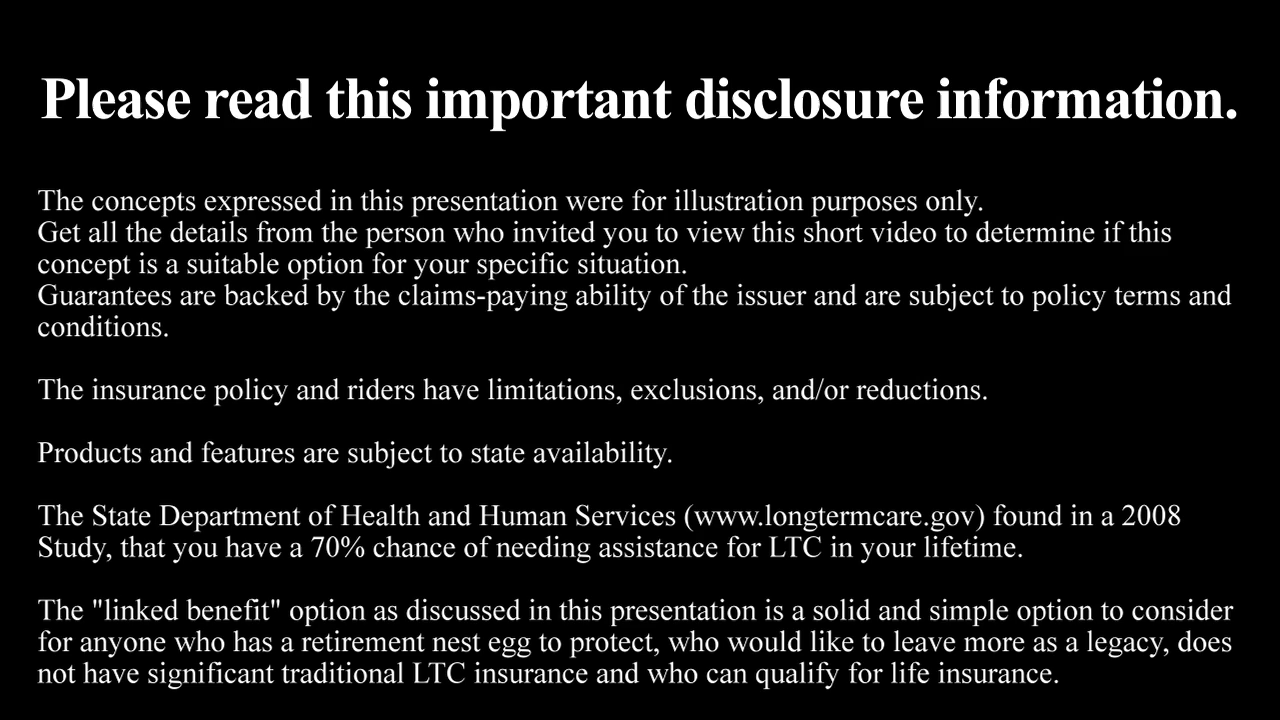 Please read this important disclosure information.
The concepts expressed in this presentation were for illustration purposes only.
Get all the details from the person who invited you to view this short video to determine if this
concept is a suitable option for your specific situation.
Guarantees are backed by the claims-paying ability of the issuer and are subject to policy terms and
conditions.
The insurance policy and riders have limitations, exclusions, and/or reductions.
Products and features are subject to state availability.
The State Department of Health and Human Services (www.longtermcare.gov) found in a 2008
Study, that you have a 70% chance of needing assistance for LTC in your lifetime.
The "linked benefit" option as discussed in this presentation is a solid and simple option to consider
for anyone who has a retirement nest egg to protect, who would like to leave more as a legacy, does
not have significant traditional LTC insurance and who can qualify for life insurance.